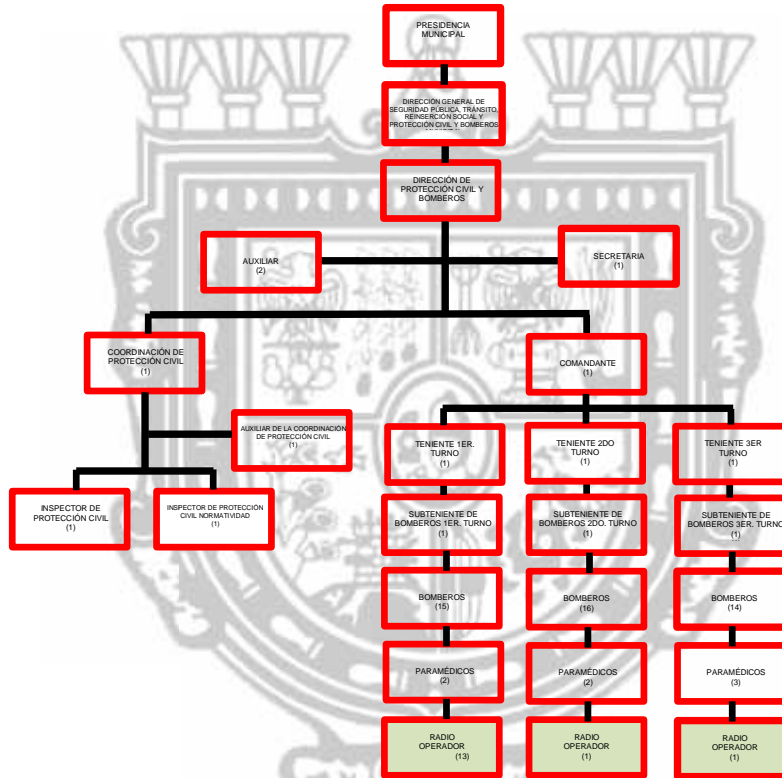 PRESIDENCIA
MUNICIPAL
DIRECCIÓN GENERAL DE
SEGURIDAD PÚBLICA, TRÁNSITO,
REINSERCIÓN SOCIAL Y
PROTECCIÓN CIVIL Y BOMBEROS
DIRECCIÓN DE
PROTECCIÓN CIVIL Y
BOMBEROS
AUXILIAR
(2)
SECRETARIA
(1)
COORDINACIÓN DE
PROTECCIÓN CIVIL
(1)
COMANDANTE
(1)
AUXILIAR DE LA COORDINACIÓN
DE PROTECCIÓN CIVIL
(1)
INSPECTOR DE
PROTECCIÓN CIVIL
(1)
INSPECTOR DE PROTECCIÓN
CIVIL NORMATIVIDAD
(1)
TENIENTE 1ER.
TURNO
(1)
TENIENTE 2DO
TURNO
(1)
TENIENTE 3ER
TURNO
(1)
SUBTENIENTE DE
BOMBEROS 1ER. TURNO
(1)
SUBTENIENTE DE
BOMBEROS 2DO. TURNO
(1)
SUBTENIENTE DE
BOMBEROS 3ER. TURNO
(1)
BOMBEROS
(15)
BOMBEROS
(16)
BOMBEROS
(14)
PARAMÉDICOS
(2)
PARAMÉDICOS
(2)
PARAMÉDICOS
(3)
RADIO
OPERADOR
(13)
RADIO
OPERADOR
(1)
RADIO
OPERADOR
(1)